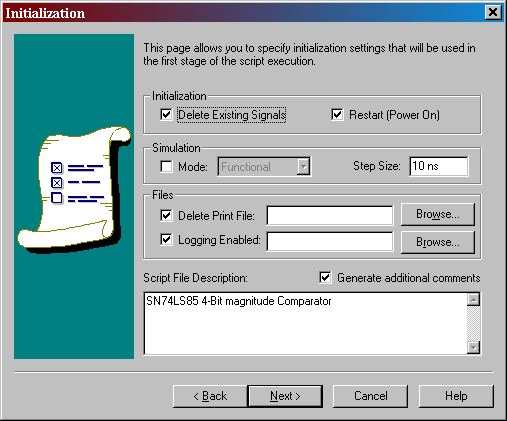 Initialization
This page allows you to specify initialization settings that will be used in
the first stage of the script execution.
Initialization
Delete Existing Signals
Restart (Power On)
Simulation
Mode:
Functional
Step Size:
10 ns
Files
Delete Print File:
Browse...
Logging Enabled:
Browse...
Script File Description:
Generate additional comments
SN74LS85 4-Bit magnitude Comparator
< Back
Next >
Cancel
Help